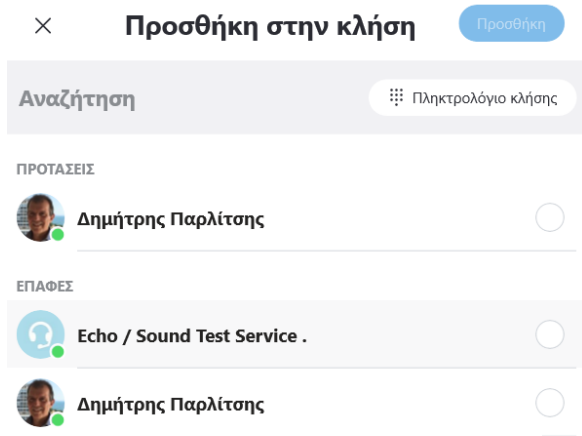 Προσθήκη στην κλήση
Προσθήκη
Αναζήτηση
Πληκτρολόγιο κλήσης
ΠΡΟΤΑΣΕΙΣ
Δημήτρης Παρλίτσης
ΕΠΑΦΕΣ
Echo / Sound Test Service .
Δημήτρης Παρλίτσης